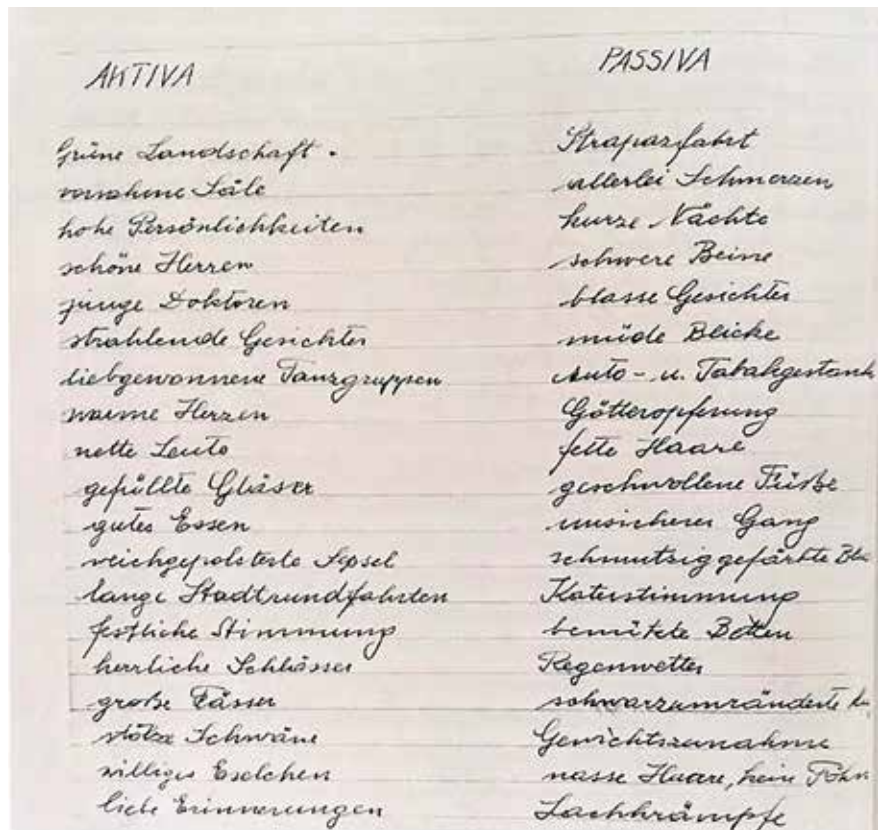 AKTIVA
Grüne Landschaft.
vornehme Säle
hohe Persönlichkeiten
schöne Herren
junge Doktoren
strahlende Gesichter
liebgewonnene Tanzgruppen
warme Herzen
nette Leute
gefüllte Gläser
gutes Essen
weichgepolsterte Sessel
lange Stadtrundfahrten
festliche Stimmung
herrliche Schlösser
große Fässer
stolze Schwäne
williges Eselchen
liebe Erinnerungen
PASSIVA
Strapazfahrt
allerlei Schmerzen
kurze Nächte
schwere Beine
blasse Gesichter
müde Blicke
Auto- u. Tabakgestank
Götteropferung
fette Haare
geschwollene Füße
unsicherer Gang
schmutzig gefärbte
Katerstimmung
Betten
Regenwetter
schwarzumränderte
Gewichtszunahme
nasse Haare, kein Föhn
Lachkrämpfe